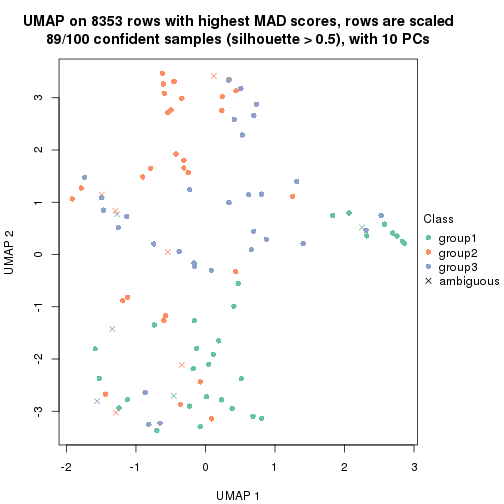 UMAP on 8353 rows with highest MAD scores, rows are scaled
89/100 confident samples (silhouette > 0.5), with 10 PCs
3
2
1
0
-1
-2
-3
UMAP 2
-2
-1
0
1
2
3
UMAP 1
Class
group1
group2
group3
ambiguous